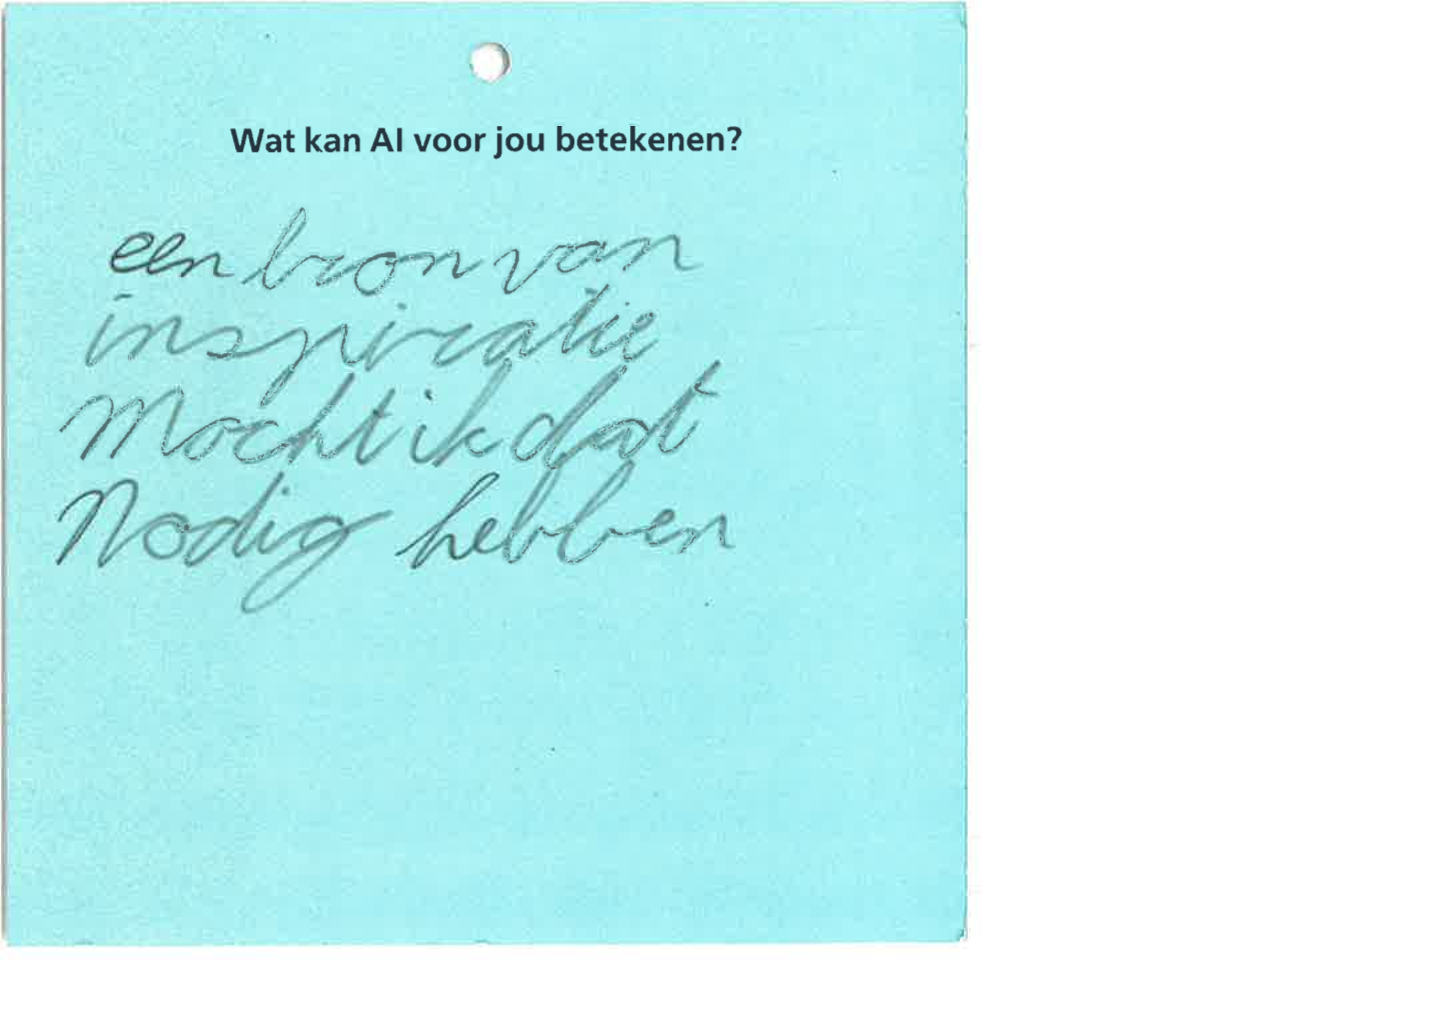 Wat kan AI voor jou betekenen?
een bron van
inspiratie
Mocht ik dat
Nodig hebben